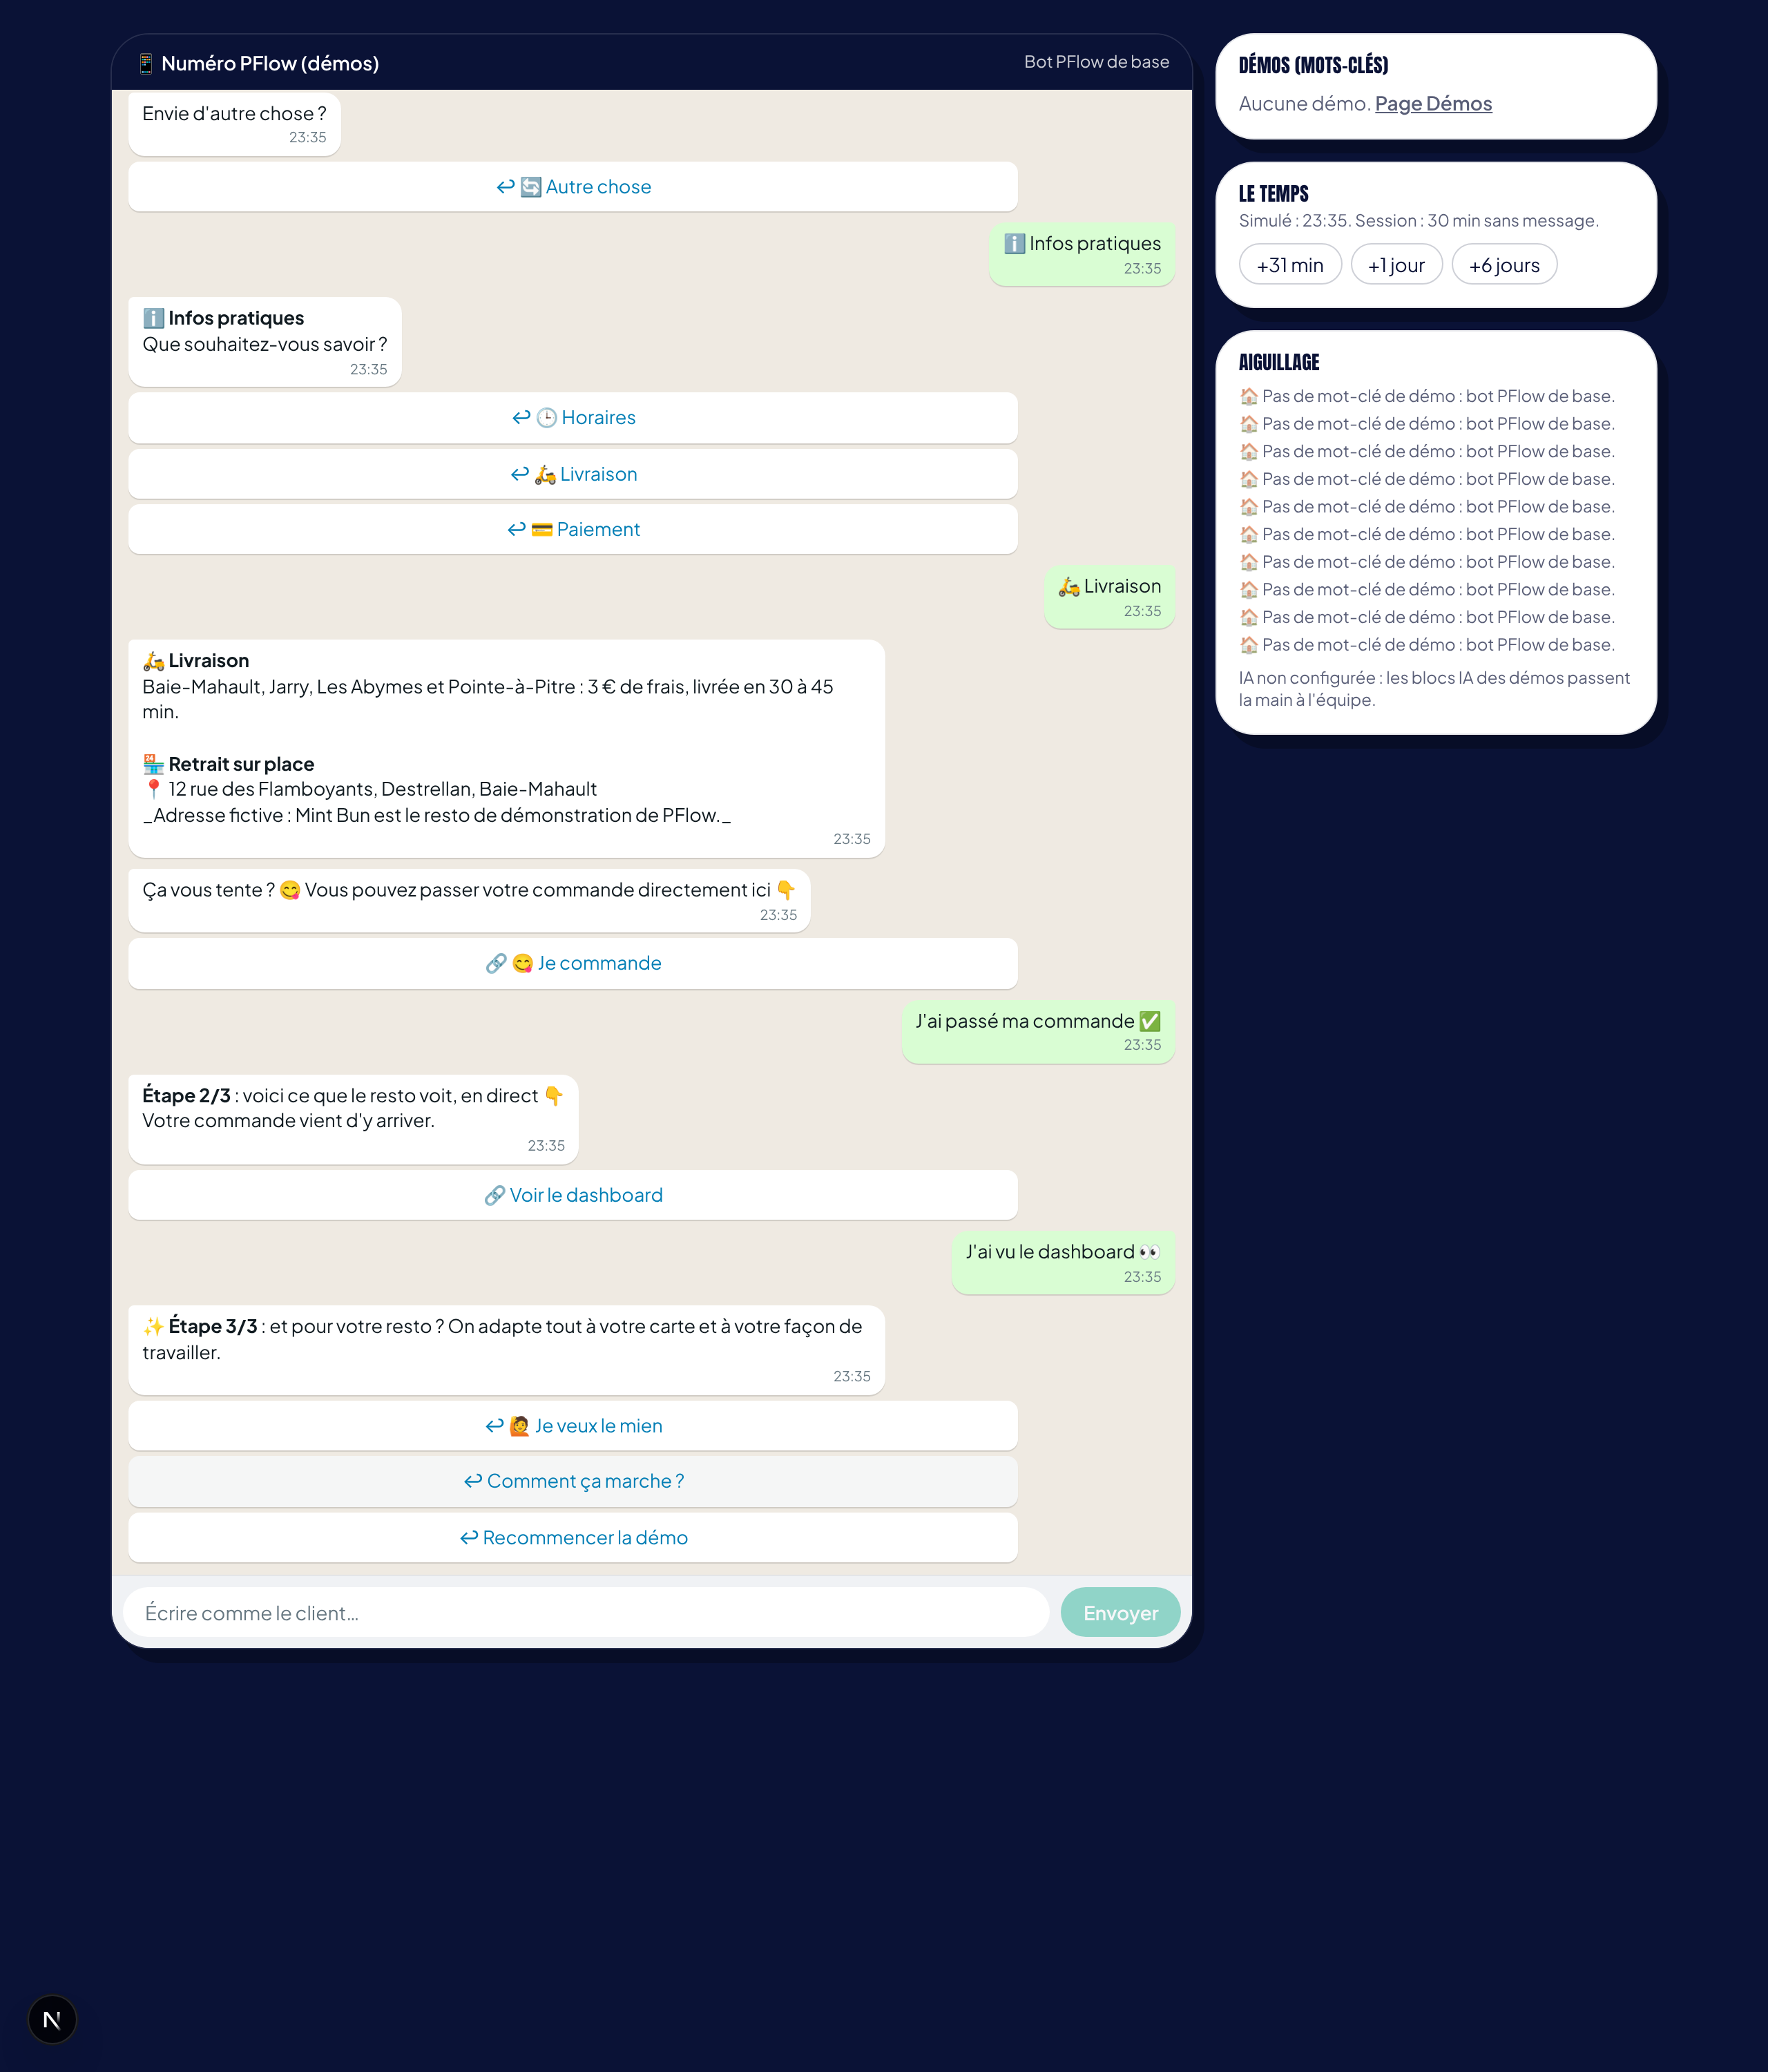 📱 Numéro PFlow (démos)
Bot PFlow de base
Envie d'autre chose ?
23:35
↩ 🔄 Autre chose
ℹ️ Infos pratiques
23:35
ℹ️ Infos pratiques
Que souhaitez-vous savoir ?
23:35
↩ 🕒 Horaires
↩ 🛵 Livraison
↩ 💳 Paiement
🛵 Livraison
23:35
🛵 Livraison
Baie-Mahault, Jarry, Les Abymes et Pointe-à-Pitre : 3 € de frais, livrée en 30 à 45
min.
🏪 Retrait sur place
📍 12 rue des Flamboyants, Destrellan, Baie-Mahault
_Adresse fictive : Mint Bun est le resto de démonstration de PFlow._
23:35
Ça vous tente ? 😋 Vous pouvez passer votre commande directement ici 👇
23:35
🔗 😋 Je commande
J'ai passé ma commande ✅
23:35
Étape 2/3 : voici ce que le resto voit, en direct 👇
Votre commande vient d'y arriver.
23:35
🔗 Voir le dashboard
J'ai vu le dashboard 👀
23:35
✨ Étape 3/3 : et pour votre resto ? On adapte tout à votre carte et à votre façon de
travailler.
23:35
↩ 🙋 Je veux le mien
↩ Comment ça marche ?
↩ Recommencer la démo
Écrire comme le client…
Envoyer
DÉMOS (MOTS-CLÉS)
Aucune démo. Page Démos
LE TEMPS
Simulé : 23:35. Session : 30 min sans message.
+31 min
+1 jour
+6 jours
AIGUILLAGE
🏠 Pas de mot-clé de démo : bot PFlow de base.
🏠 Pas de mot-clé de démo : bot PFlow de base.
🏠 Pas de mot-clé de démo : bot PFlow de base.
🏠 Pas de mot-clé de démo : bot PFlow de base.
🏠 Pas de mot-clé de démo : bot PFlow de base.
🏠 Pas de mot-clé de démo : bot PFlow de base.
🏠 Pas de mot-clé de démo : bot PFlow de base.
🏠 Pas de mot-clé de démo : bot PFlow de base.
🏠 Pas de mot-clé de démo : bot PFlow de base.
🏠 Pas de mot-clé de démo : bot PFlow de base.
IA non configurée : les blocs IA des démos passent
la main à l'équipe.
N